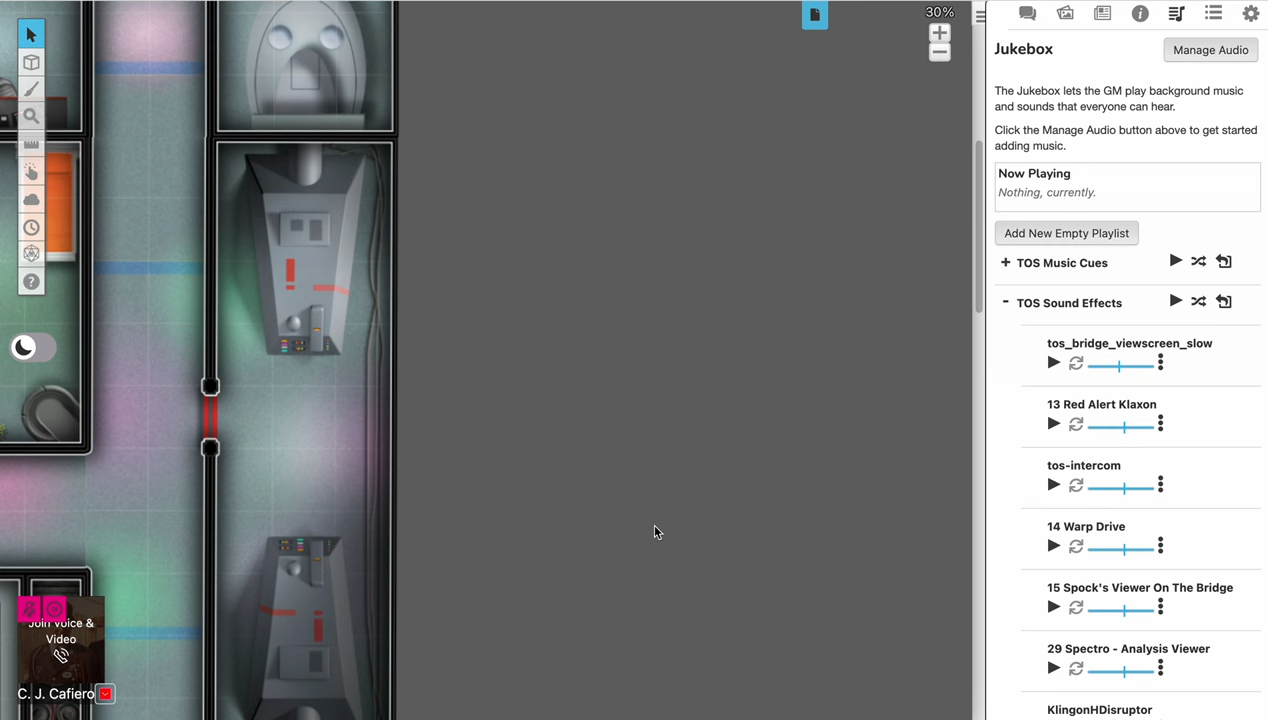 30%
Jukebox
Manage Audio
The Jukebox lets the GM play background music
and sounds that everyone can hear.
Click the Manage Audio button above to get started
adding music.
Now Playing
Nothing, currently.
Add New Empty Playlist
+ TOS Music Cues
- TOS Sound Effects
tos_bridge_viewscreen_slow
13 Red Alert Klaxon
tos-intercom
14 Warp Drive
15 Spock's Viewer On The Bridge
29 Spectro - Analysis Viewer
KlingonHDisruptor
Join Voice &
Video
C. J. Cafiero